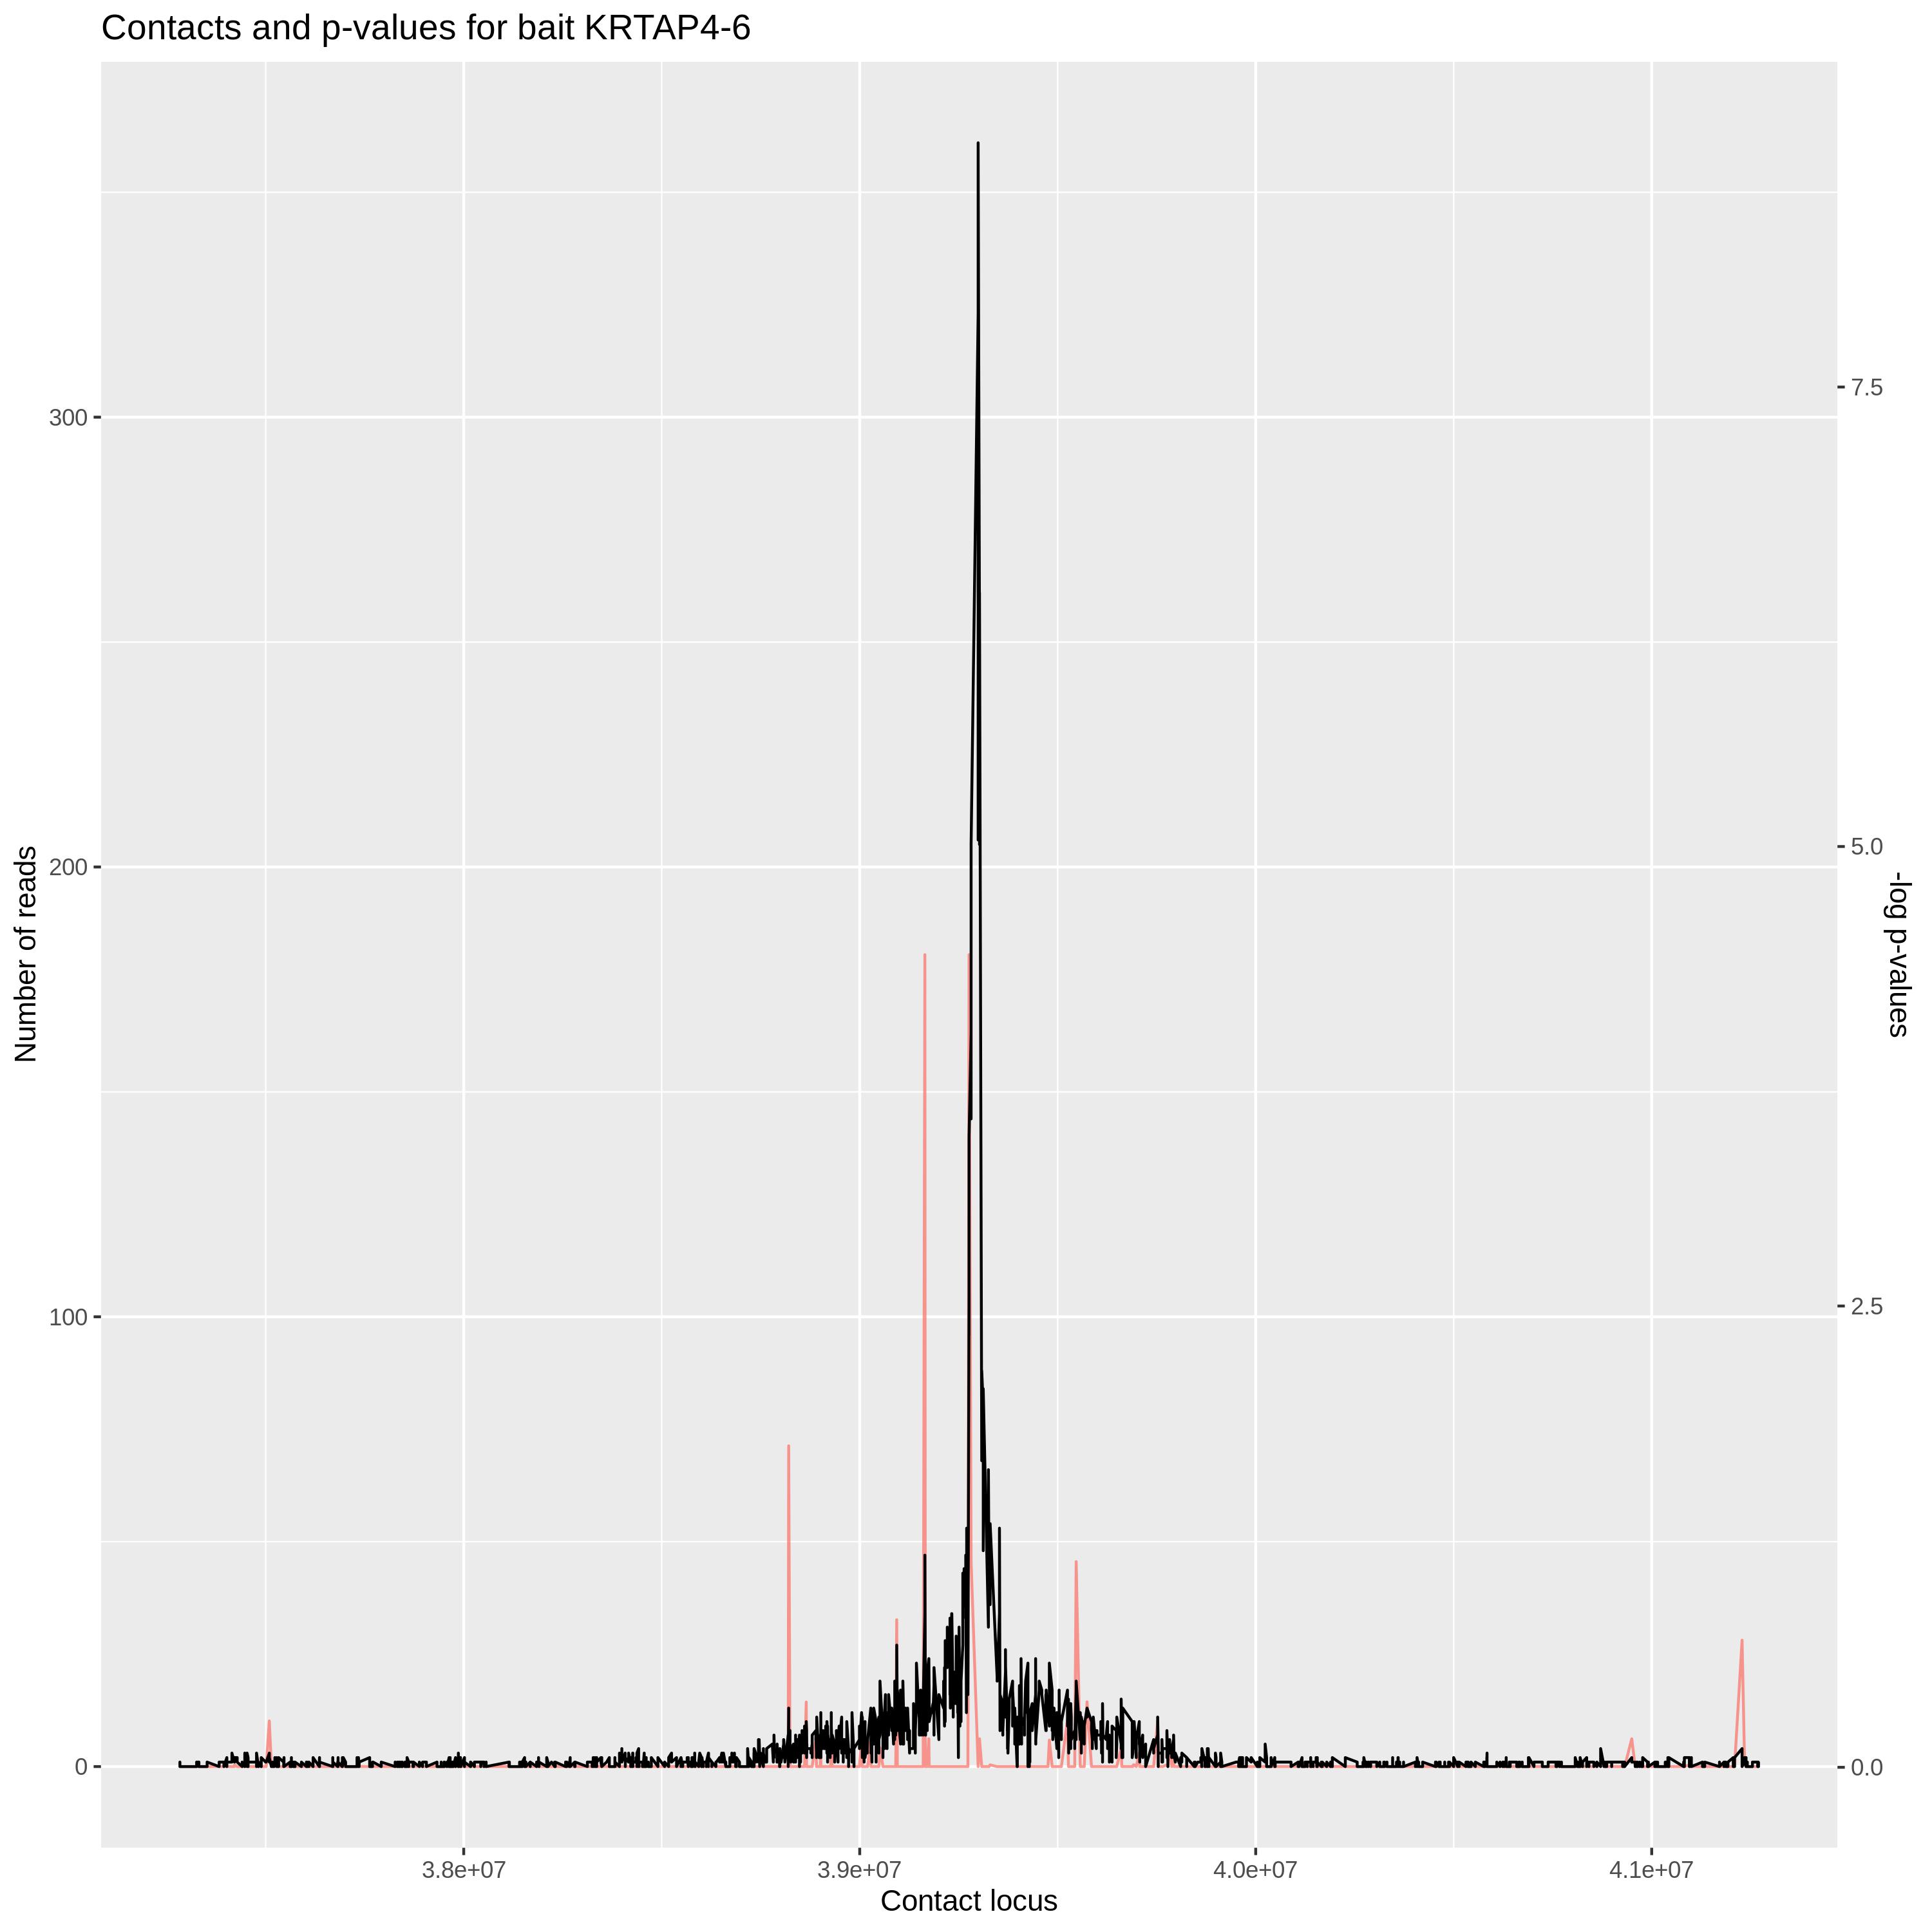 Contacts and p-values for bait KRTAP4-6
300
200
100
0
7.5
5.0
2.5
0.0
Number of reads
-log p-values
3.8e+07 3.9e+07 4.0e+07 4.1e+07
Contact locus